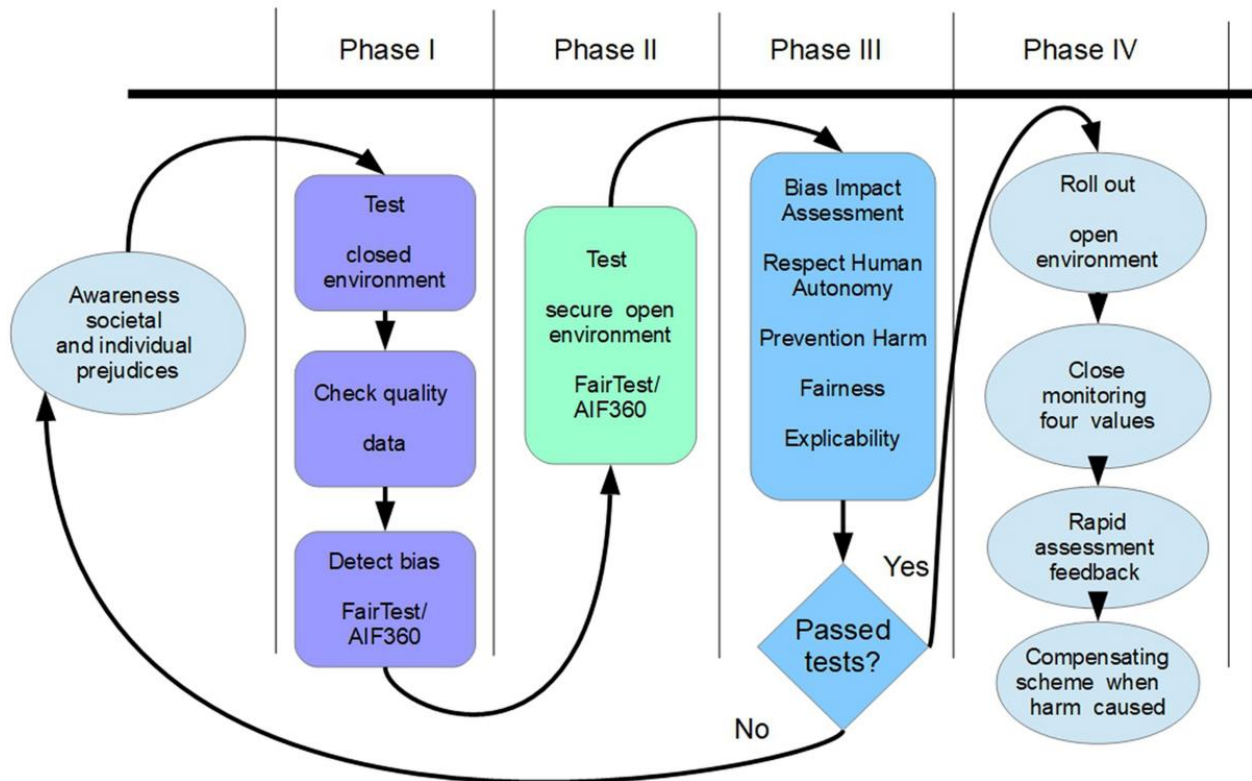 Phase I
Phase II
Phase III
Phase IV
Awareness
societal
and individual
prejudices
Test
closed
environment
Check quality
data
Detect bias
FairTest/
AIF360
Test
secure open
environment
FairTest/
AIF360
Bias Impact
Assessment
Respect Human
Autonomy
Prevention Harm
Fairness
Explicability
Passed
tests?
Yes
No
Roll out
open
environment
Close
monitoring
four values
Rapid
assessment
feedback
Compensating
scheme when
harm caused